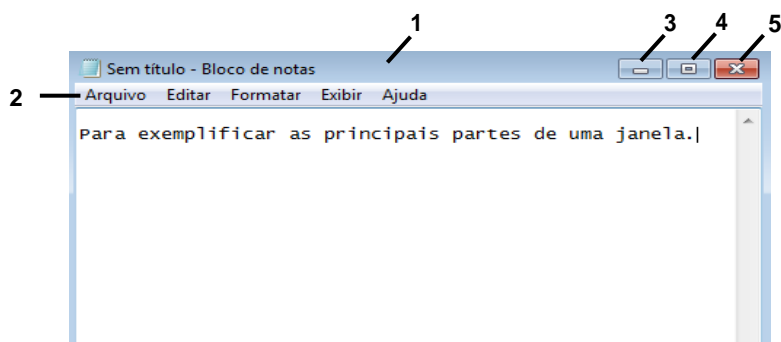 1 3 4 5
Sem título - Bloco de notas
2 Arquivo Editar Formatar Exibir Ajuda
Para exemplificar as principais partes de uma janela.